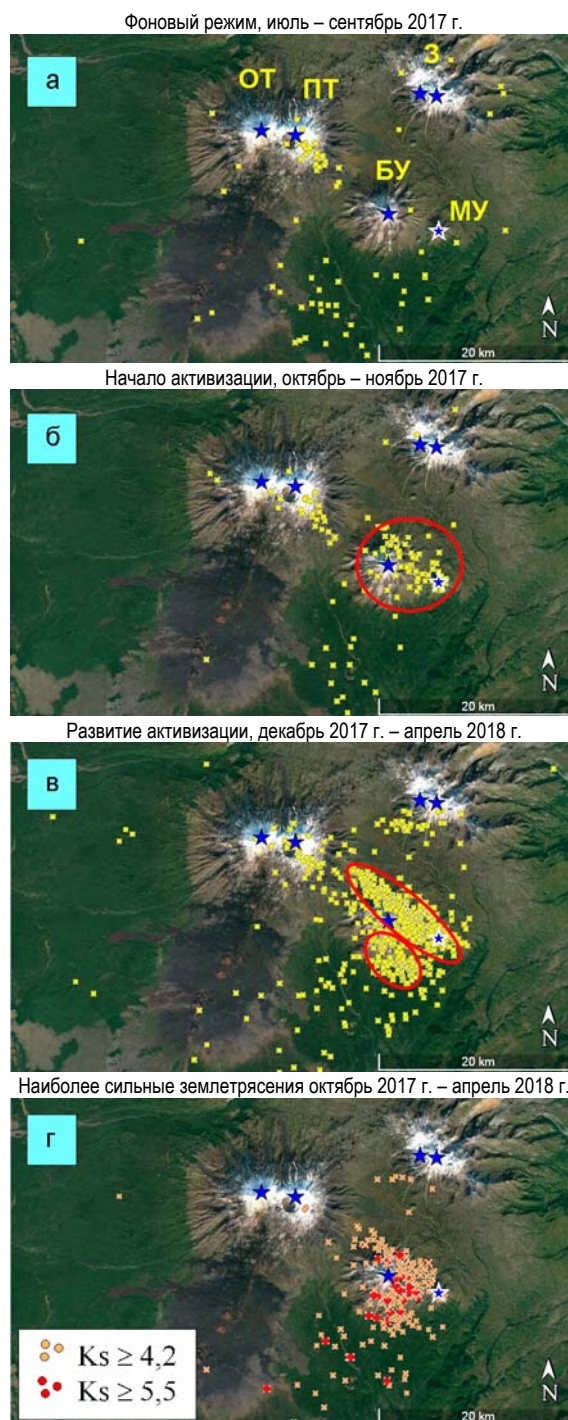 Фоновый режим, июль – сентябрь 2017 г.
а
З
ОТ ПТ
БУ
МУ
N
20 km
Начало активизации, октябрь – ноябрь 2017 г.
б
N
20 km
Развитие активизации, декабрь 2017 г. – апрель 2018 г.
в
N
20 km
Наиболее сильные землетрясения октябрь 2017 г. – апрель 2018 г.
г
N
Ks ≥ 4,2
Ks ≥ 5,5
20 km